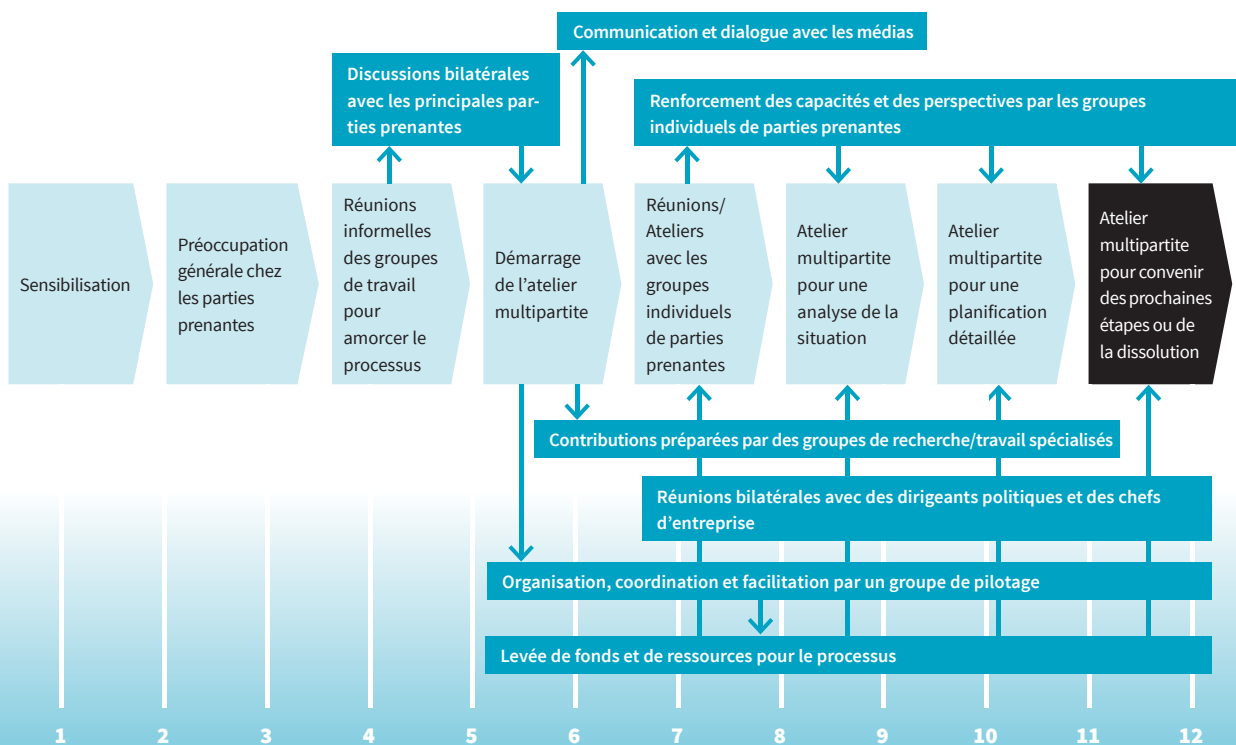 Communication et dialogue avec les médias
Discussions bilatérales
avec les principales par-
ties prenantes
Renforcement des capacités et des perspectives par les groupes
individuels de parties prenantes
Sensibilisation
Préoccupation
générale chez
les parties
prenantes
Réunions
informelles
des groupes
de travail
pour
amorcer le
processus
Démarrage
de l’atelier
multipartite
Réunions/
Ateliers
avec les
groupes
individuels
de parties
prenantes
Atelier
multipartite
pour une
analyse de la
situation
Atelier
multipartite
pour une
planification
détaillée
Atelier
multipartite
pour convenir
des prochaines
étapes ou de
la dissolution
Contributions préparées par des groupes de recherche/travail spécialisés
Réunions bilatérales avec des dirigeants politiques et des chefs
d’entreprise
Organisation, coordination et facilitation par un groupe de pilotage
Levée de fonds et de ressources pour le processus
1 2 3 4 5 6 7 8 9 10 11 12